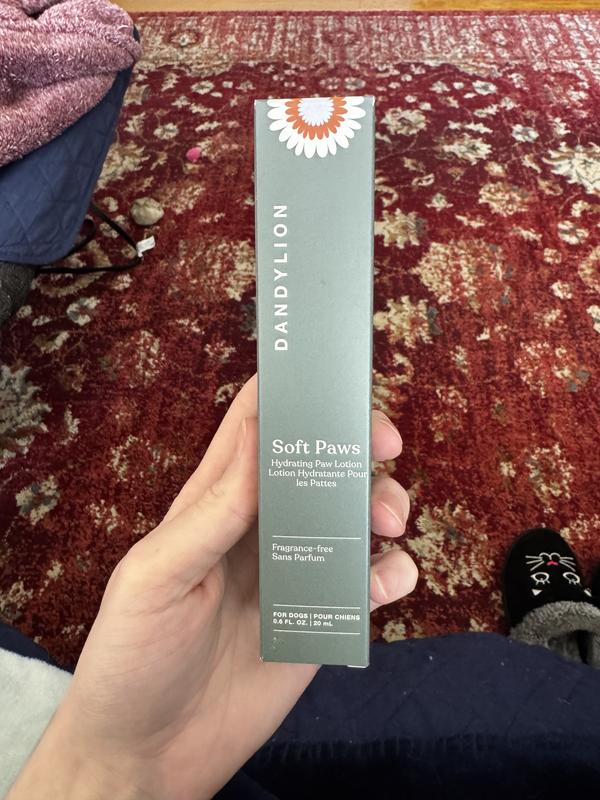 DANDYLION
Soft Paws
Hydrating Paw Lotion
Lotion Hydratante Pour
les Pattes
Fragrance-free
Sans Parfum
FOR DOGS | POUR CHIENS
0.6 FL. OZ. | 20 mL